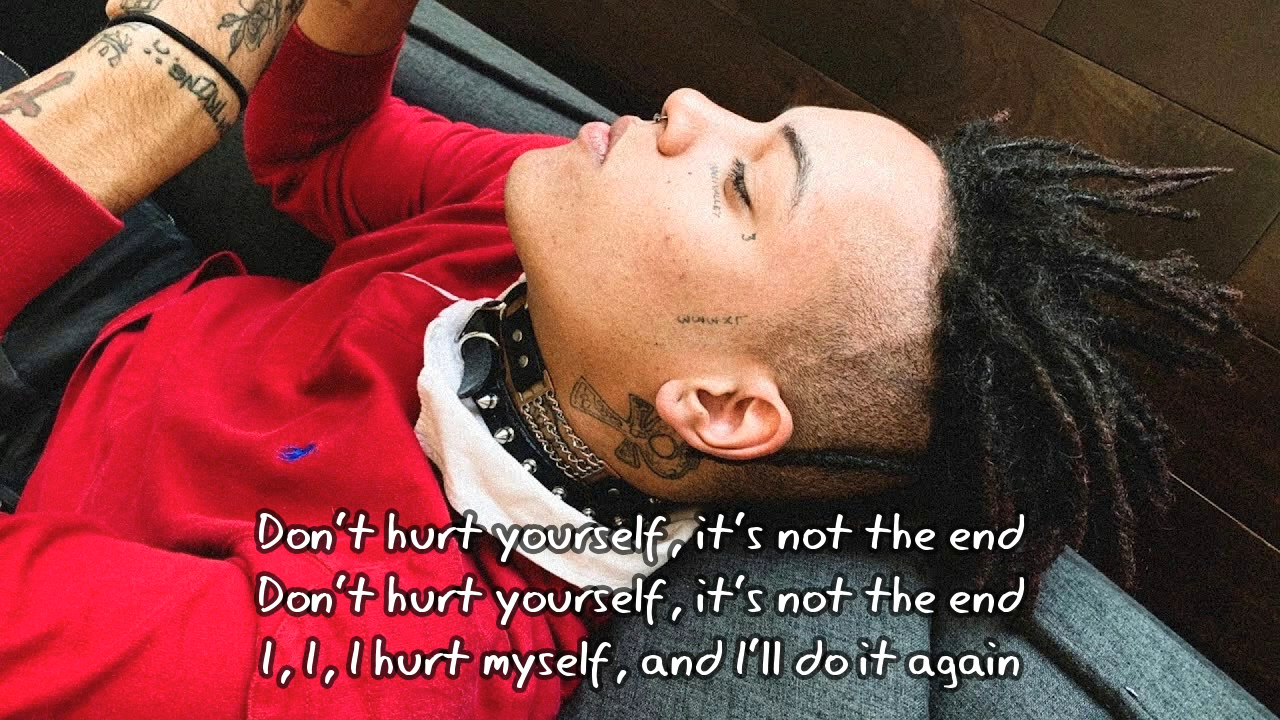 Don't hurt yourself, it's not the end
Don't hurt yourself, it's not the end
I, I, I hurt myself, and I'll do it again